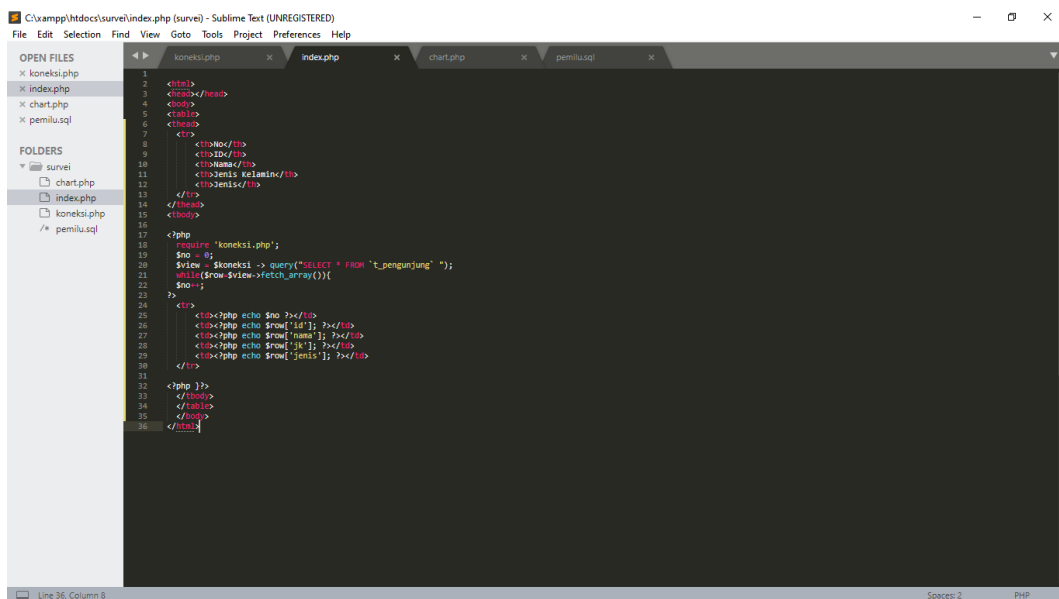 C:\xampp\htdocs\survei\index.php (survei) - Sublime Text (UNREGISTERED)
File Edit Selection Find View Goto Tools Project Preferences Help
OPEN FILES
× koneksi.php
× index.php
× chart.php
× pemilu.sql
FOLDERS
survei
chart.php
index.php
koneksi.php
/* pemilu.sql
koneksi.php × index.php × chart.php × pemilu.sql ×
1
2 <html>
3 <head></head>
4 <body>
5 <table>
6 <thead>
7 <tr>
8 <th>No</th>
9 <th>ID</th>
10 <th>Nama</th>
11 <th>Jenis Kelamin</th>
12 <th>Jenis</th>
13 </tr>
14 </thead>
15 <tbody>
16
17 <?php
18 require 'koneksi.php';
19 $no = 0;
20 $view = $koneksi -> query("SELECT * FROM `t_pengunjung` ");
21 while($row=$view->fetch_array()){
22 $no++;
23 ?>
24 <tr>
25 <td><?php echo $no ?></td>
26 <td><?php echo $row['id']; ?></td>
27 <td><?php echo $row['nama']; ?></td>
28 <td><?php echo $row['jk']; ?></td>
29 <td><?php echo $row['jenis']; ?></td>
30 </tr>
31
32 <?php }?>
33 </tbody>
34 </table>
35 </body>
36 </html>
Line 36, Column 8 Spaces: 2 PHP